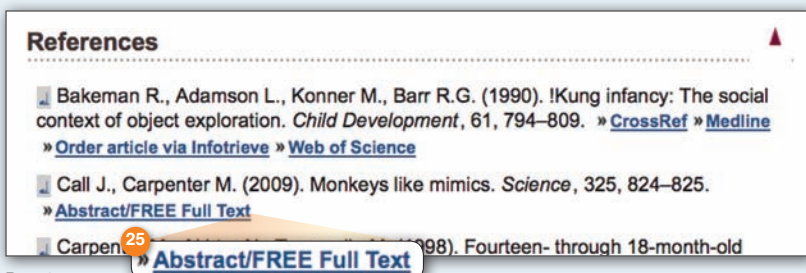 References
Bakeman R., Adamson L., Konner M., Barr R.G. (1990). !Kung infancy: The social
context of object exploration. Child Development, 61, 794–809. » CrossRef » Medline
» Order article via Infotrieve » Web of Science
Call J., Carpenter M. (2009). Monkeys like mimics. Science, 325, 824–825.
» Abstract/FREE Full Text
25
Fourteen- through 18-month-old
» Abstract/FREE Full Text